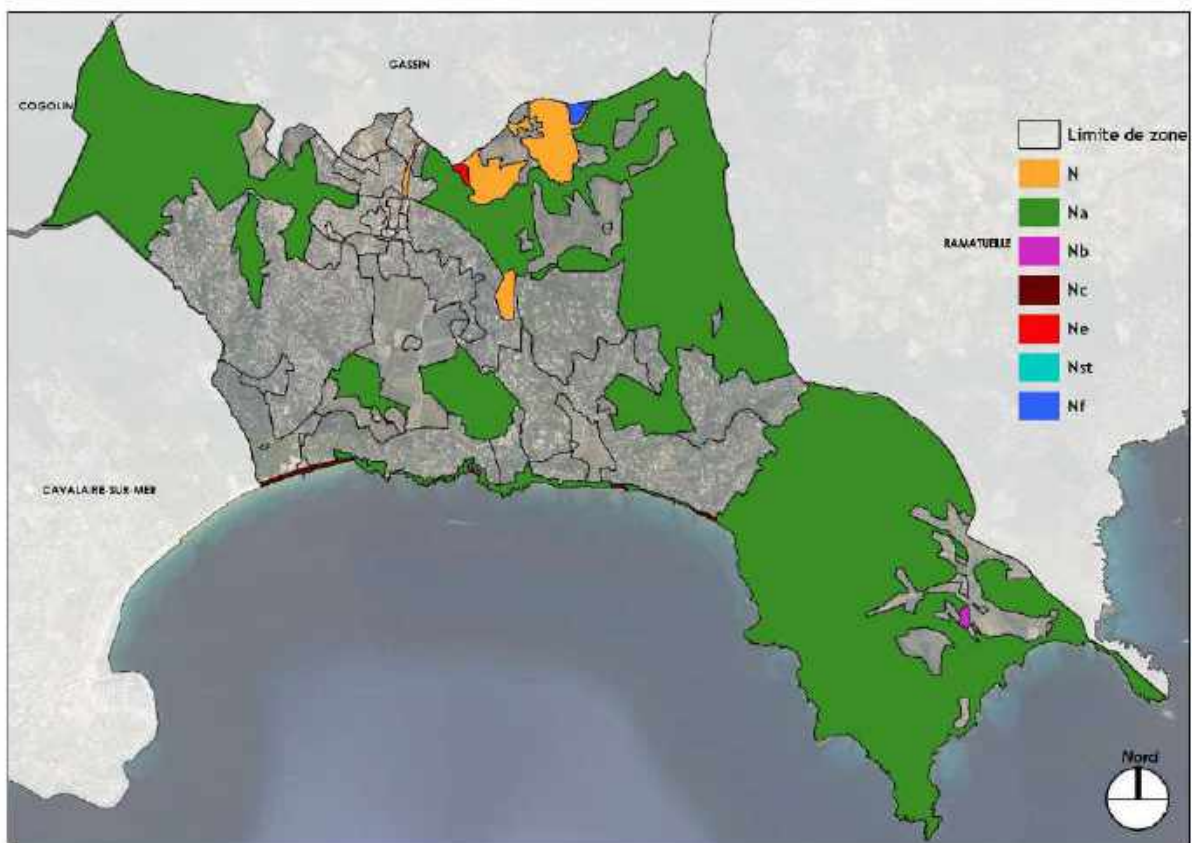 GASSIN
COGOLIN
Limite de zone
N
Na
RAMATUELLE
Nb
Nc
Ne
Nst
Nf
CAVALAIRE-SUR-MER
Nord